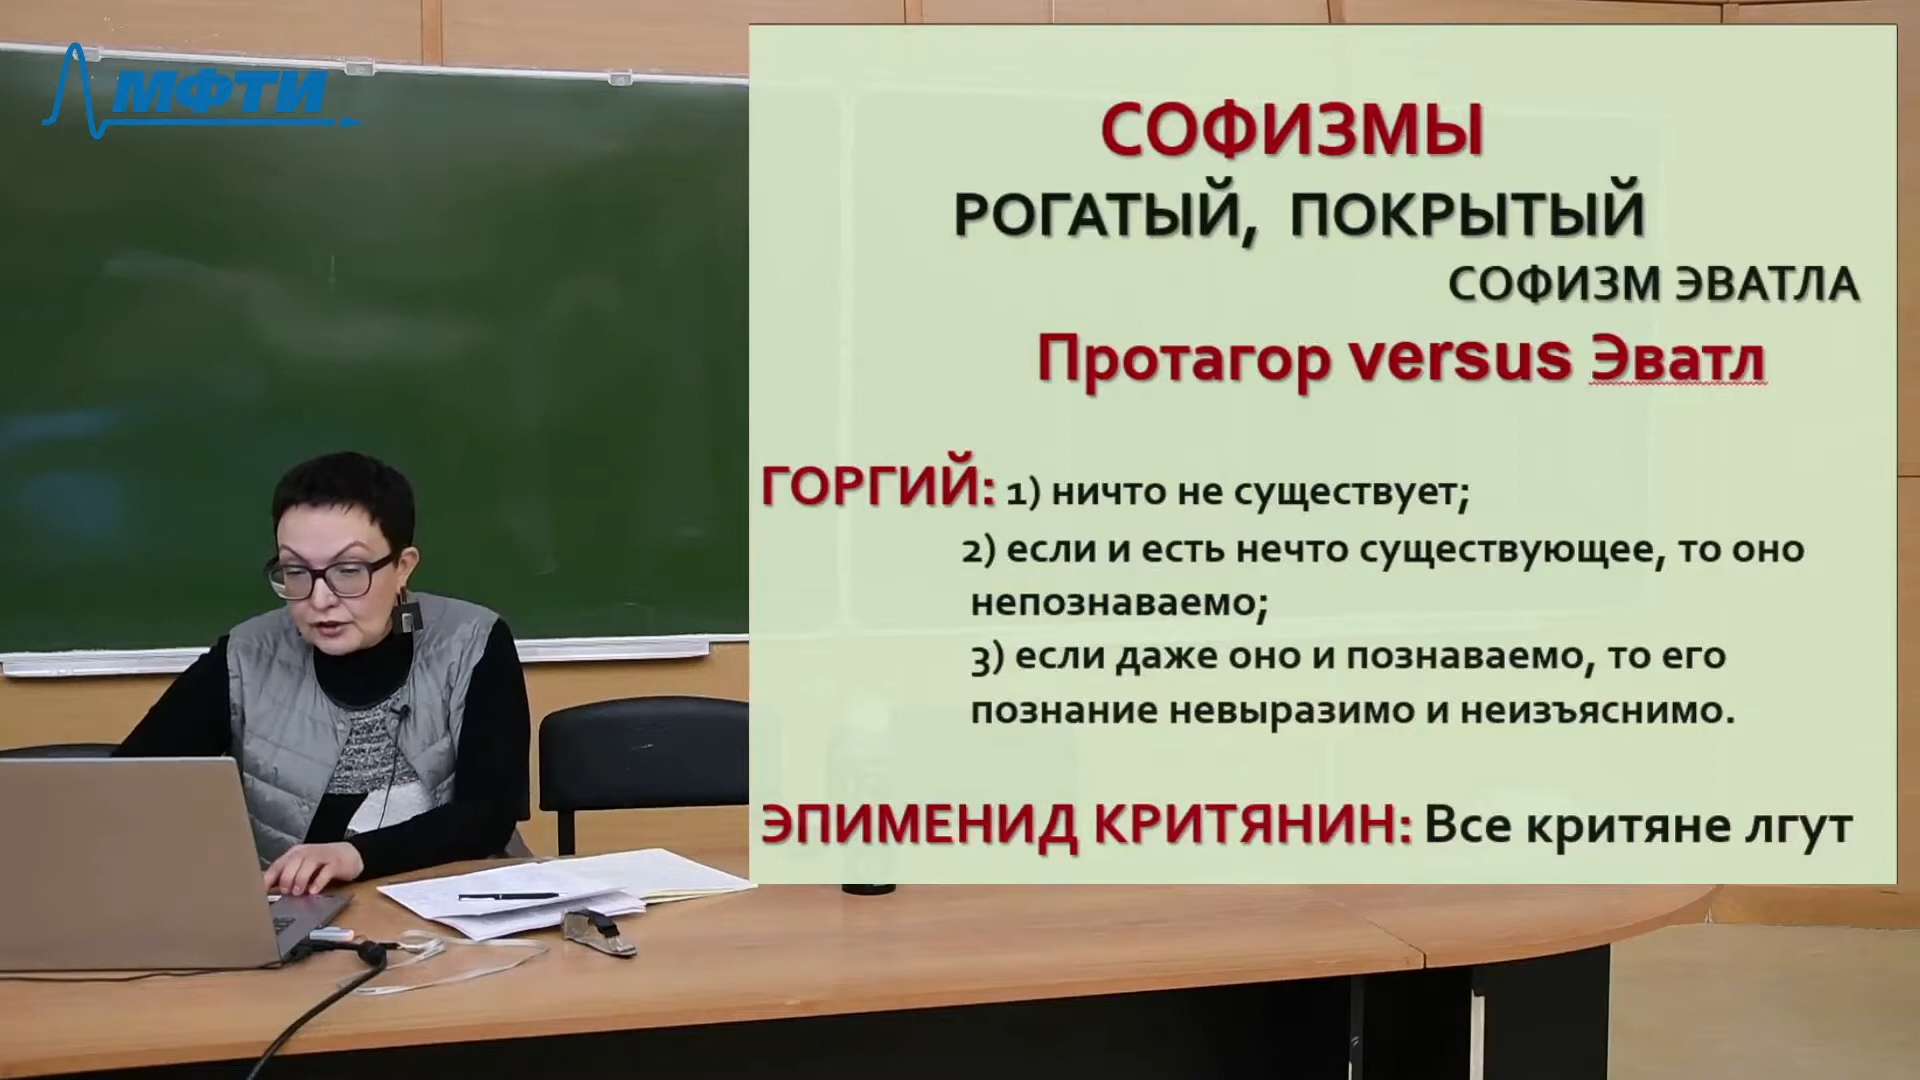 МФТИ
СОФИЗМЫ
РОГАТЫЙ, ПОКРЫТЫЙ
СОФИЗМ ЭВАТЛА
Протагор versus Эватл
ГОРГИЙ: 1) ничто не существует;
2) если и есть нечто существующее, то оно
непознаваемо;
3) если даже оно и познаваемо, то его
познание невыразимо и неизъяснимо.
ЭПИМЕНИД КРИТЯНИН: Все критяне лгут